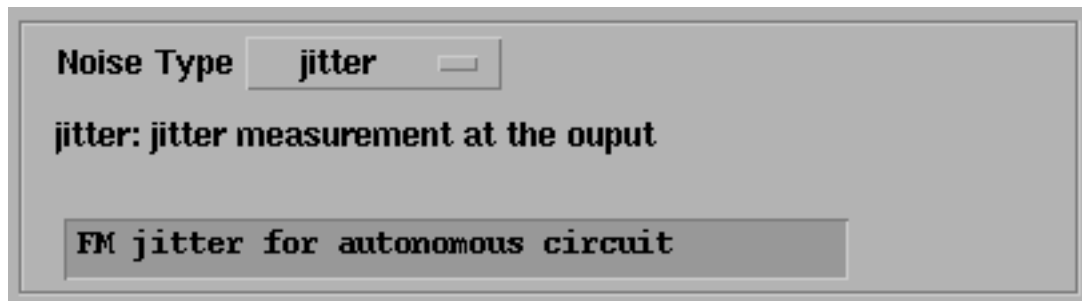 Noise Type jitter
jitter: jitter measurement at the ouput
FM jitter for autonomous circuit